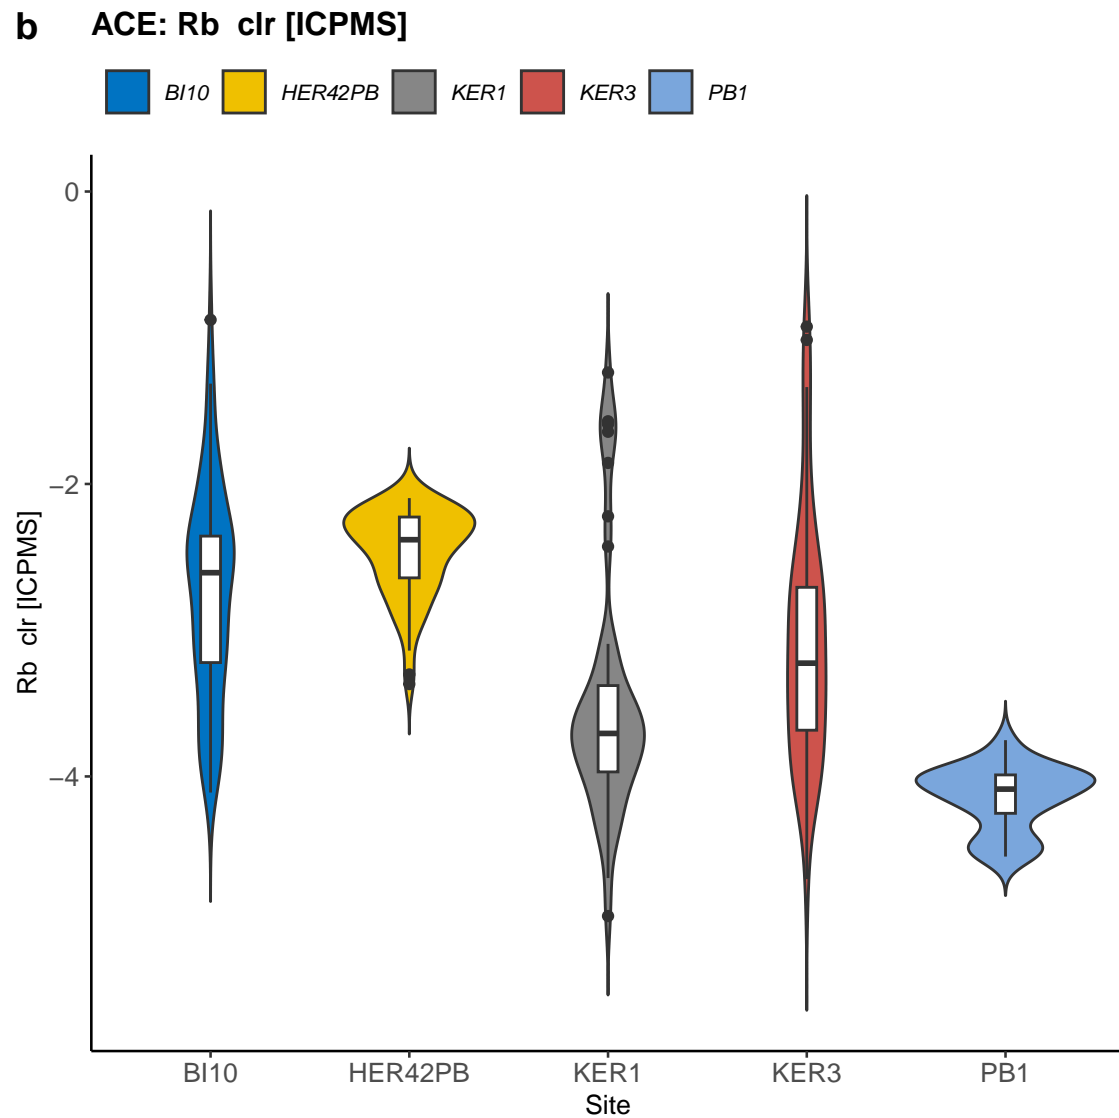 b ACE: Rb clr [ICPMS]
BI10 HER42PB KER1 KER3 PB1
0
−2
−4
Rb clr [ICPMS]
BI10 HER42PB KER1 KER3 PB1
Site